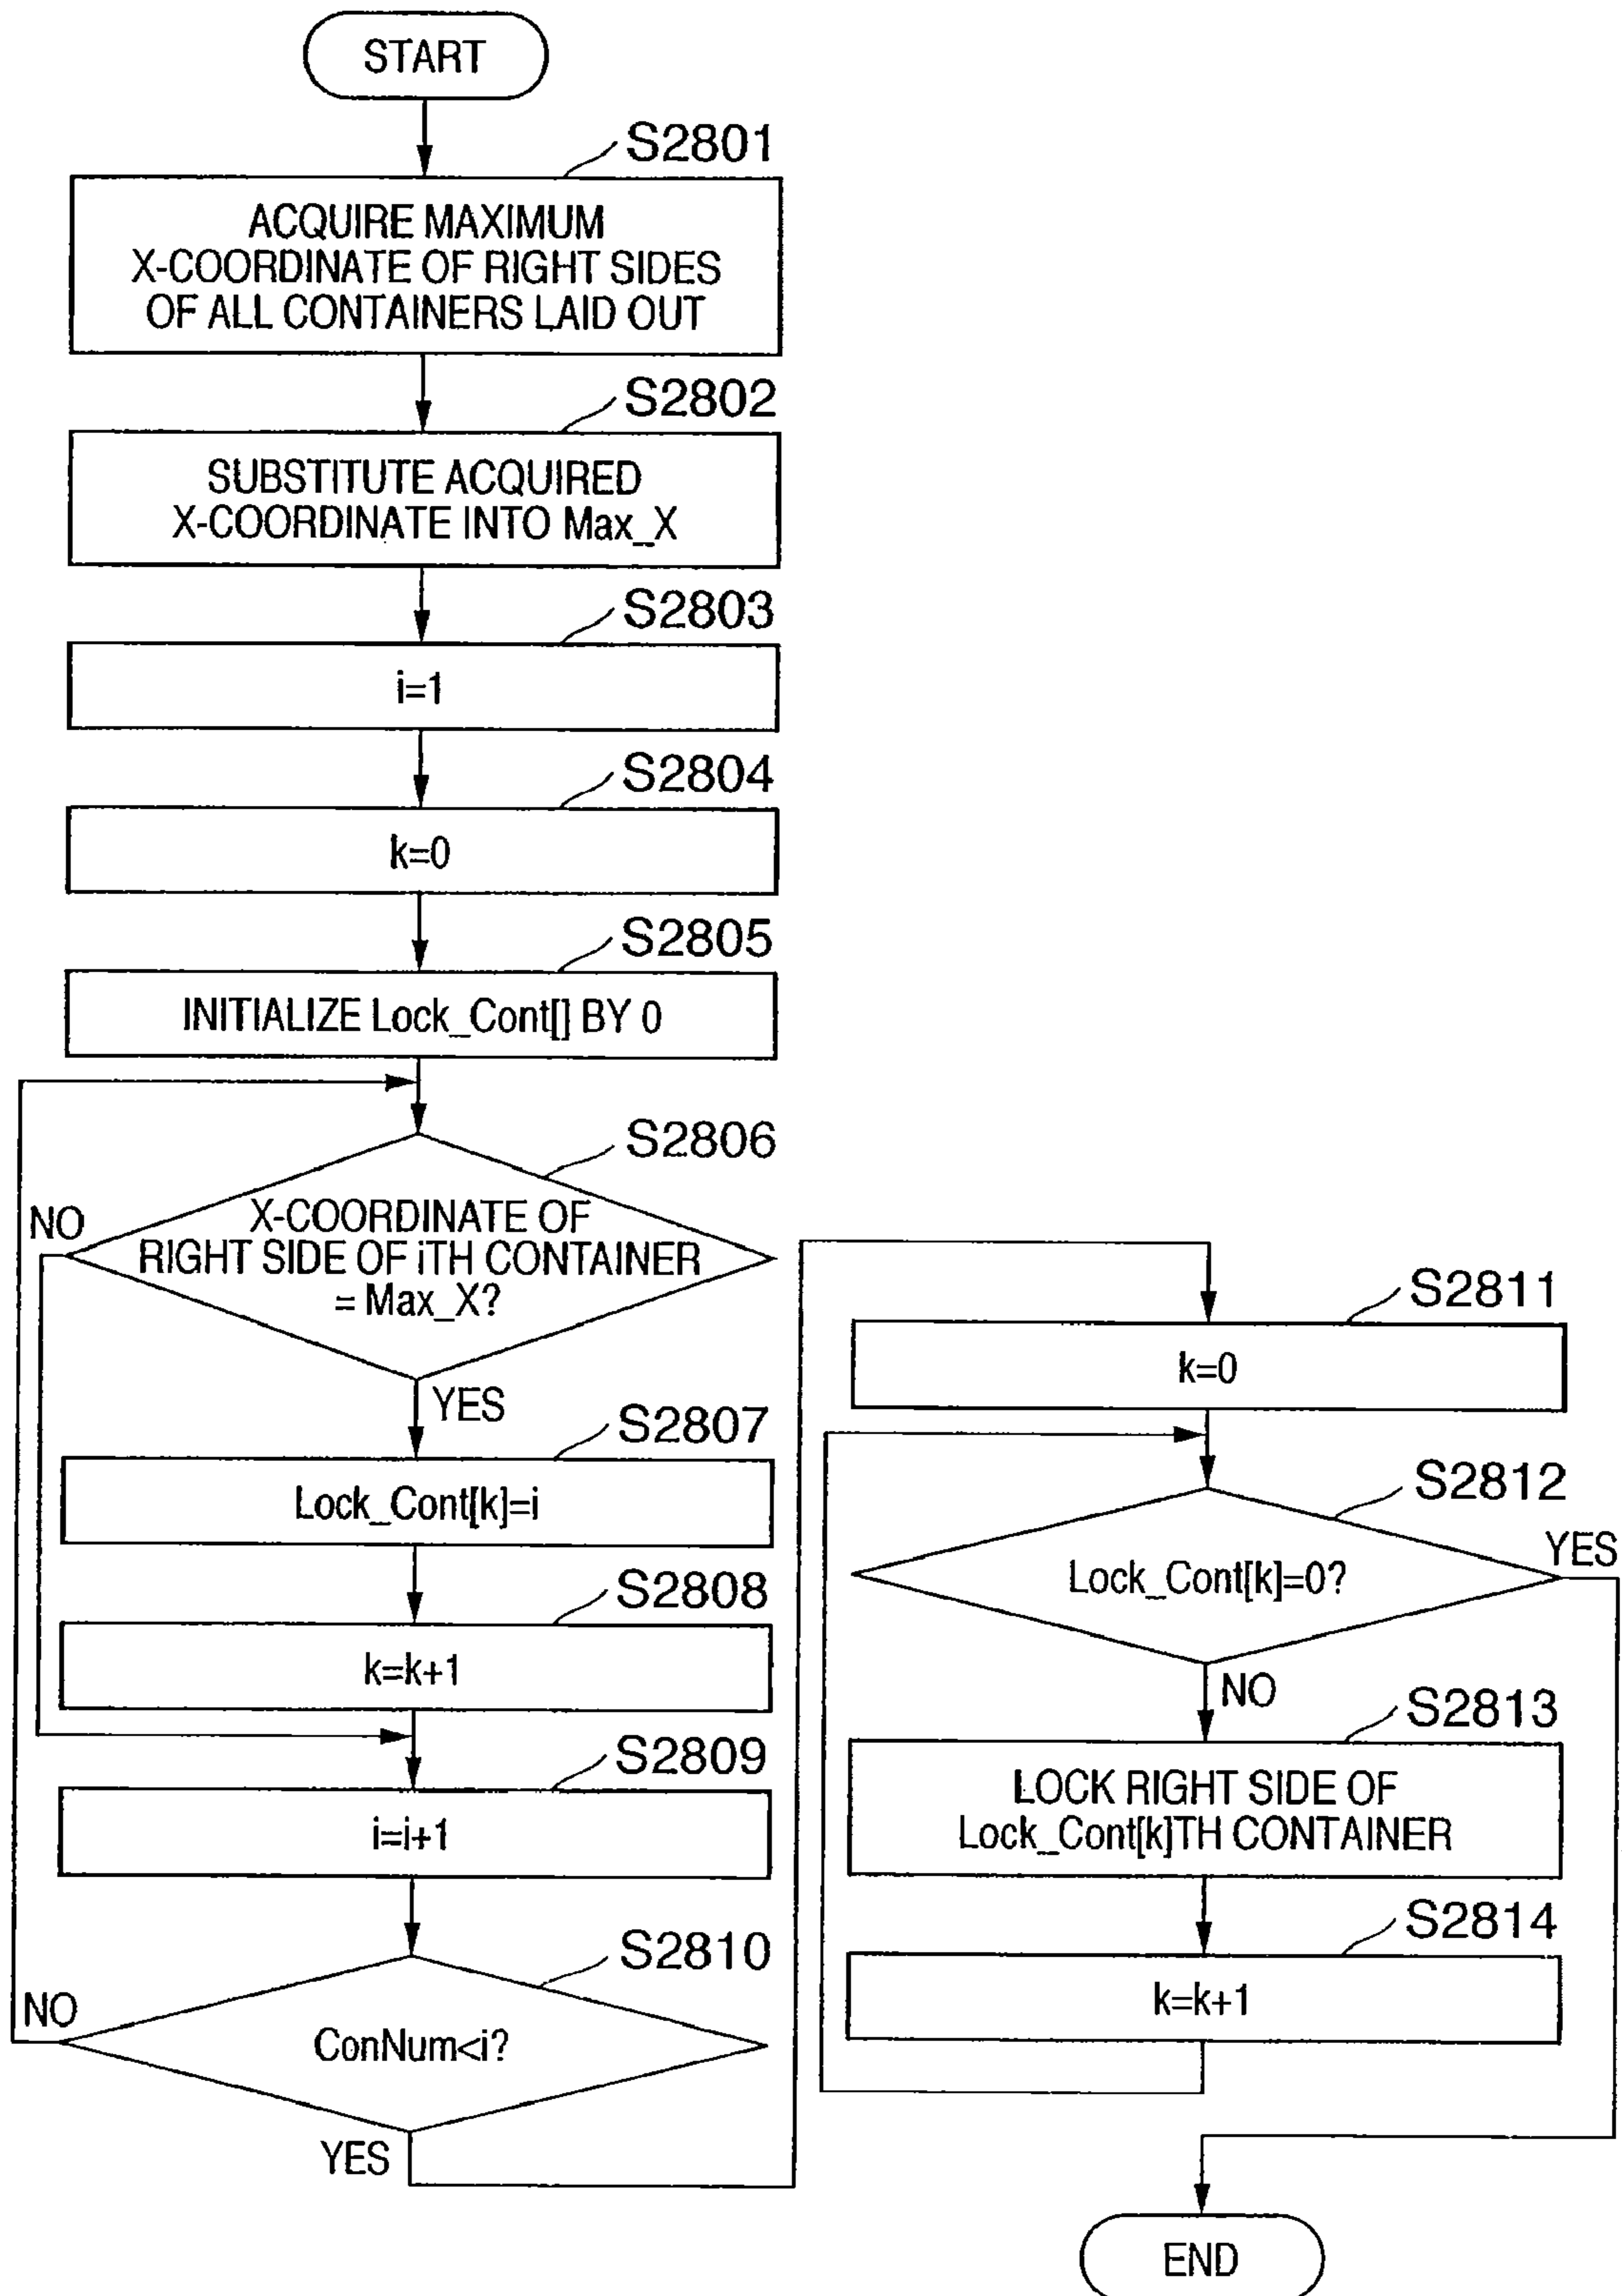 START
S2801
ACQUIRE MAXIMUM
X-COORDINATE OF RIGHT SIDES
OF ALL CONTAINERS LAID OUT
S2802
SUBSTITUTE ACQUIRED
X-COORDINATE INTO Max_X
S2803
i=1
S2804
k=0
S2805
INITIALIZE Lock_Cont[] BY 0
S2806
NO
X-COORDINATE OF
RIGHT SIDE OF iTH CONTAINER
= Max_X?
YES
S2807
Lock_Cont[k]=i
S2808
k=k+1
S2809
i=i+1
S2810
NO
ConNum<i?
YES
S2811
k=0
S2812
YES
Lock_Cont[k]=0?
NO
S2813
LOCK RIGHT SIDE OF
Lock_Cont[k]TH CONTAINER
S2814
k=k+1
END